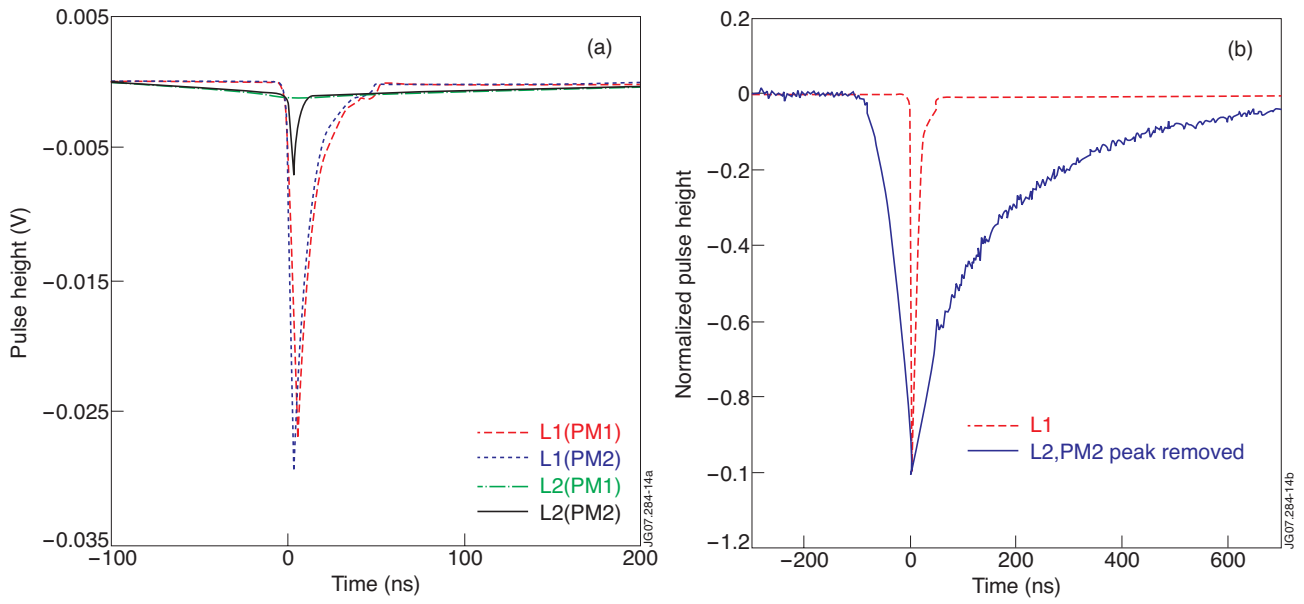 (a)
0.005
0
−0.005
−0.015
−0.025
−0.035
Pulse height (V)
−100
0
100
200
Time (ns)
L1(PM1)
L1(PM2)
L2(PM1)
L2(PM2)
JG07.284-14a
(b)
0.2
0
−0.2
−0.4
−0.6
−0.8
−0.1
−1.2
Normalized pulse height
−200
0
200
400
600
Time (ns)
L1
L2,PM2 peak removed
JG07.284-14b